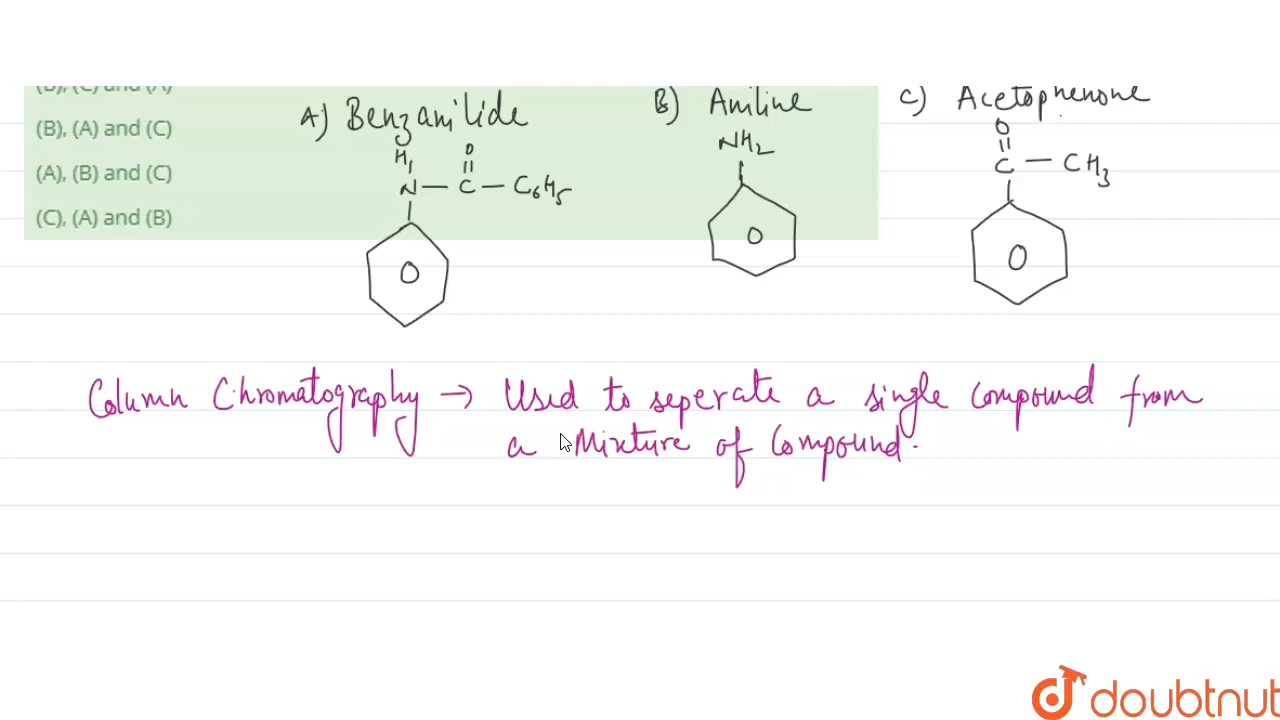 (B), (C) and (A)
(B), (A) and (C)
(A), (B) and (C)
(C), (A) and (B)
A) Benzanilide
H
O
N — C — C6H5
O
B) Aniline
NH2
O
C) Acetophenone
O
C — CH3
O
Column Chromatography → Used to seperate a single compound from
a Mixture of Compound.
doubtnut